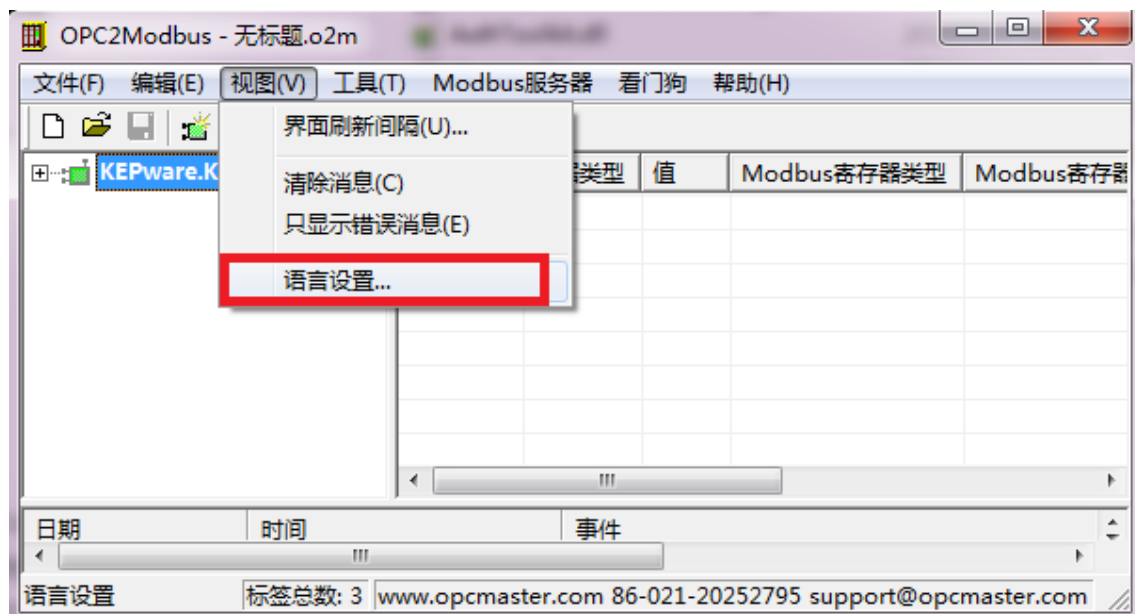 OPC2Modbus - 无标题.o2m
文件(F) 编辑(E) 视图(V) 工具(T) Modbus服务器 看门狗 帮助(H)
界面刷新间隔(U)...
清除消息(C)
只显示错误消息(E)
语言设置...
KEPware.K
类型 值 Modbus寄存器类型 Modbus寄存器
日期 时间 事件
语言设置 标签总数: 3 www.opcmaster.com 86-021-20252795 support@opcmaster.com